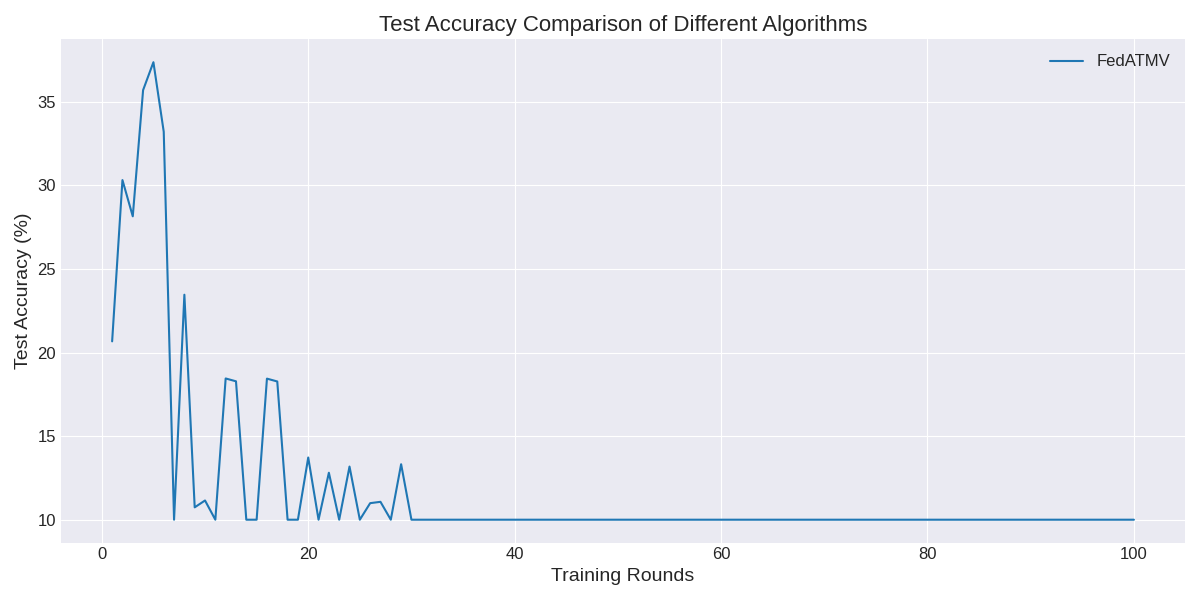 Test Accuracy Comparison of Different Algorithms
FedATMV
Test Accuracy (%)
35
30
25
20
15
10
0 20 40 60 80 100
Training Rounds